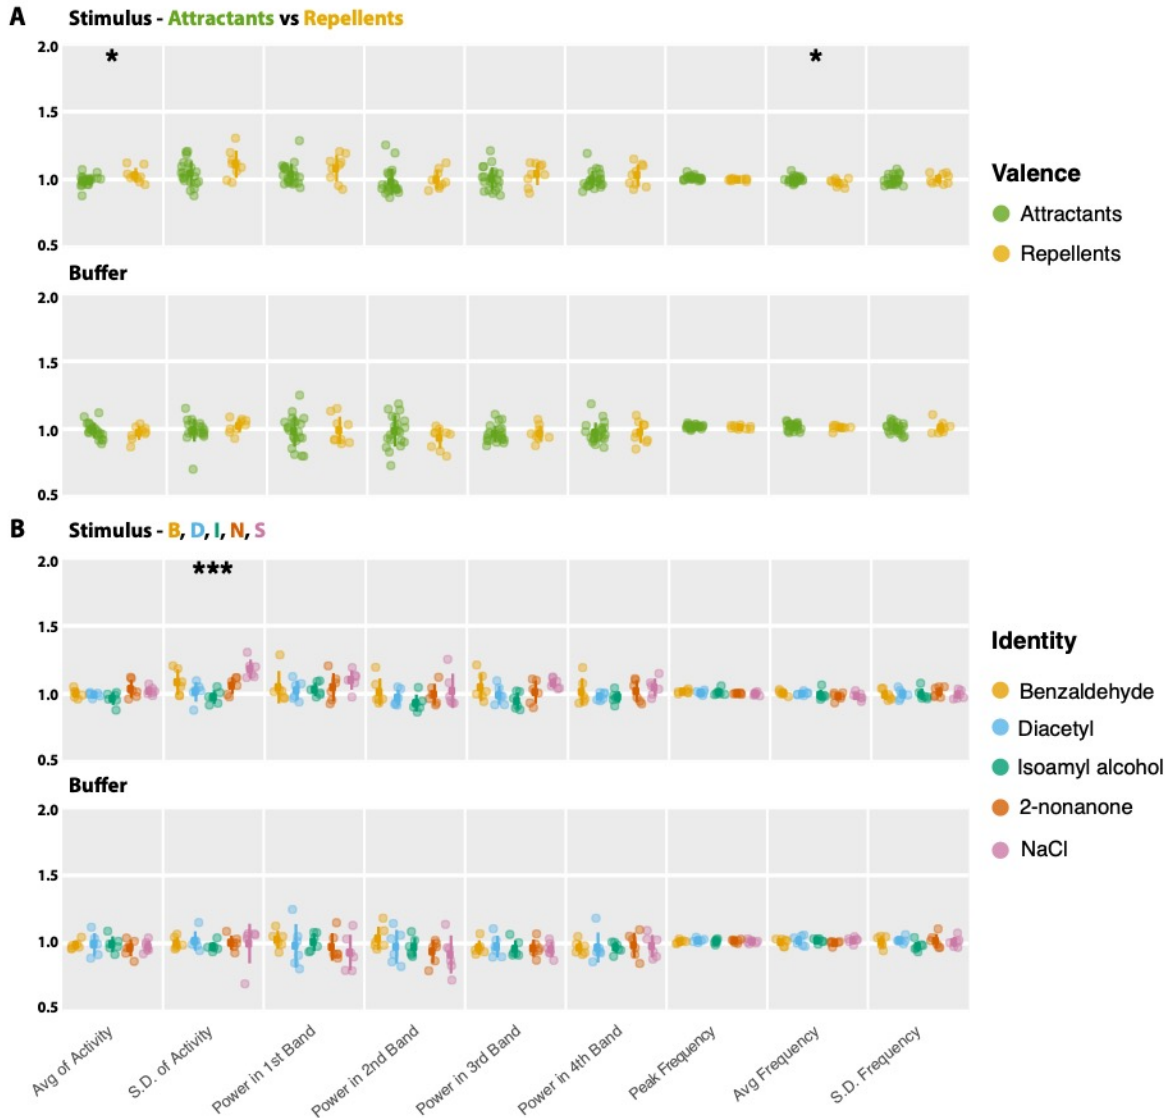 A Stimulus - Attractants vs Repellents
2.0
* *
1.5
1.0
0.5
Buffer
2.0
1.5
1.0
0.5
Valence
Attractants
Repellents
B Stimulus - B, D, I, N, S
2.0
***
1.5
1.0
0.5
Buffer
2.0
1.5
1.0
0.5
Identity
Benzaldehyde
Diacetyl
Isoamyl alcohol
2-nonanone
NaCl
Avg of Activity
S.D. of Activity
Power in 1st Band
Power in 2nd Band
Power in 3rd Band
Power in 4th Band
Peak Frequency
Avg Frequency
S.D. Frequency